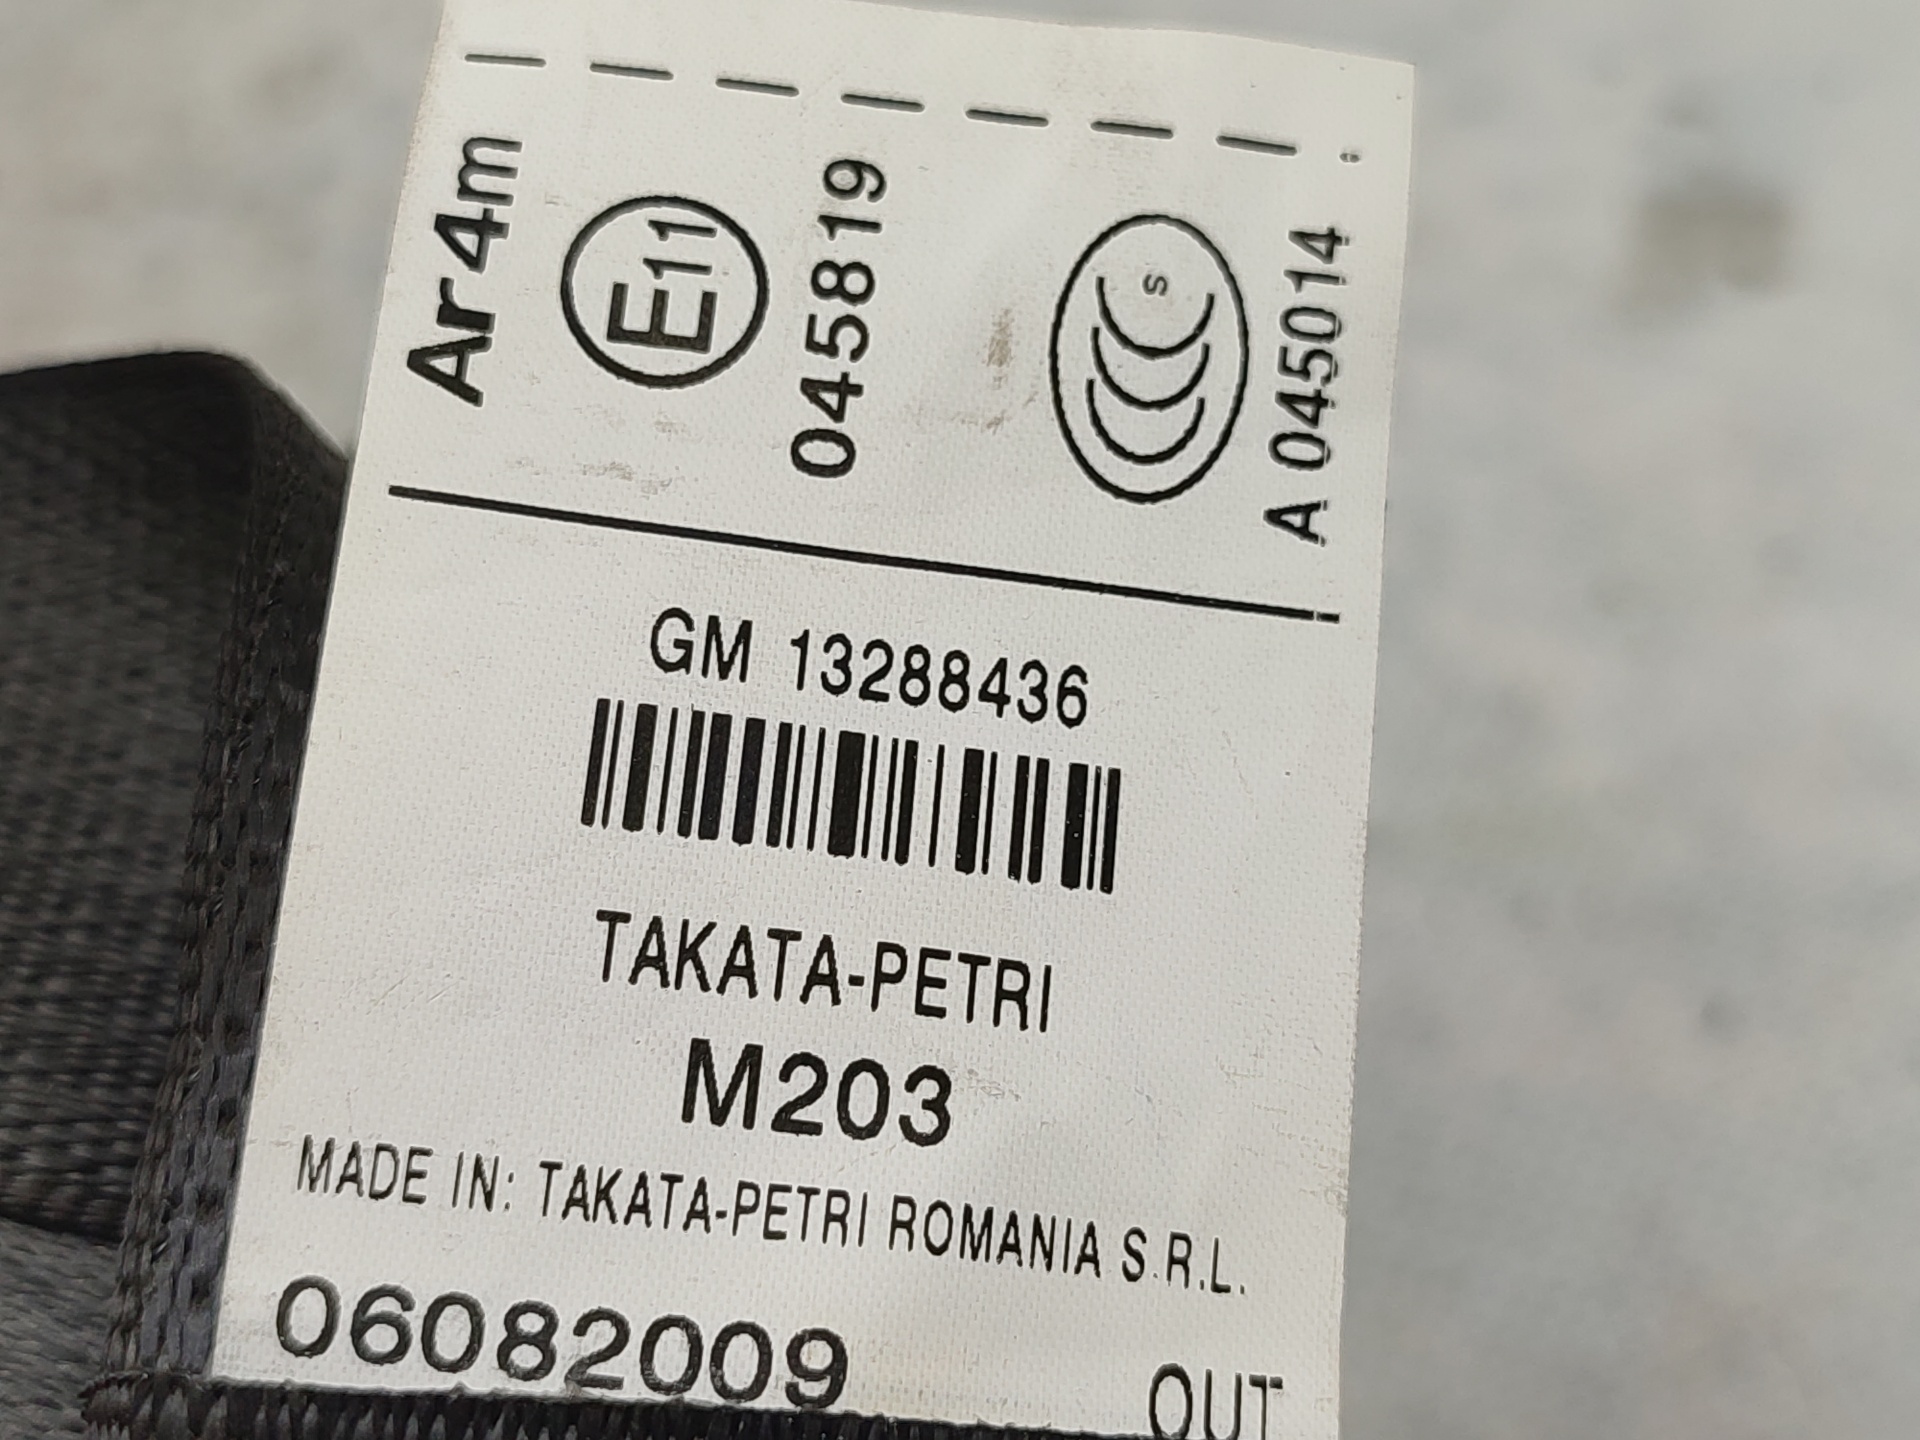 Ar4m
E11
045819
S
A 045014
GM 13288436
TAKATA-PETRI
M203
MADE IN: TAKATA-PETRI ROMANIA S.R.L.
06082009
OUT